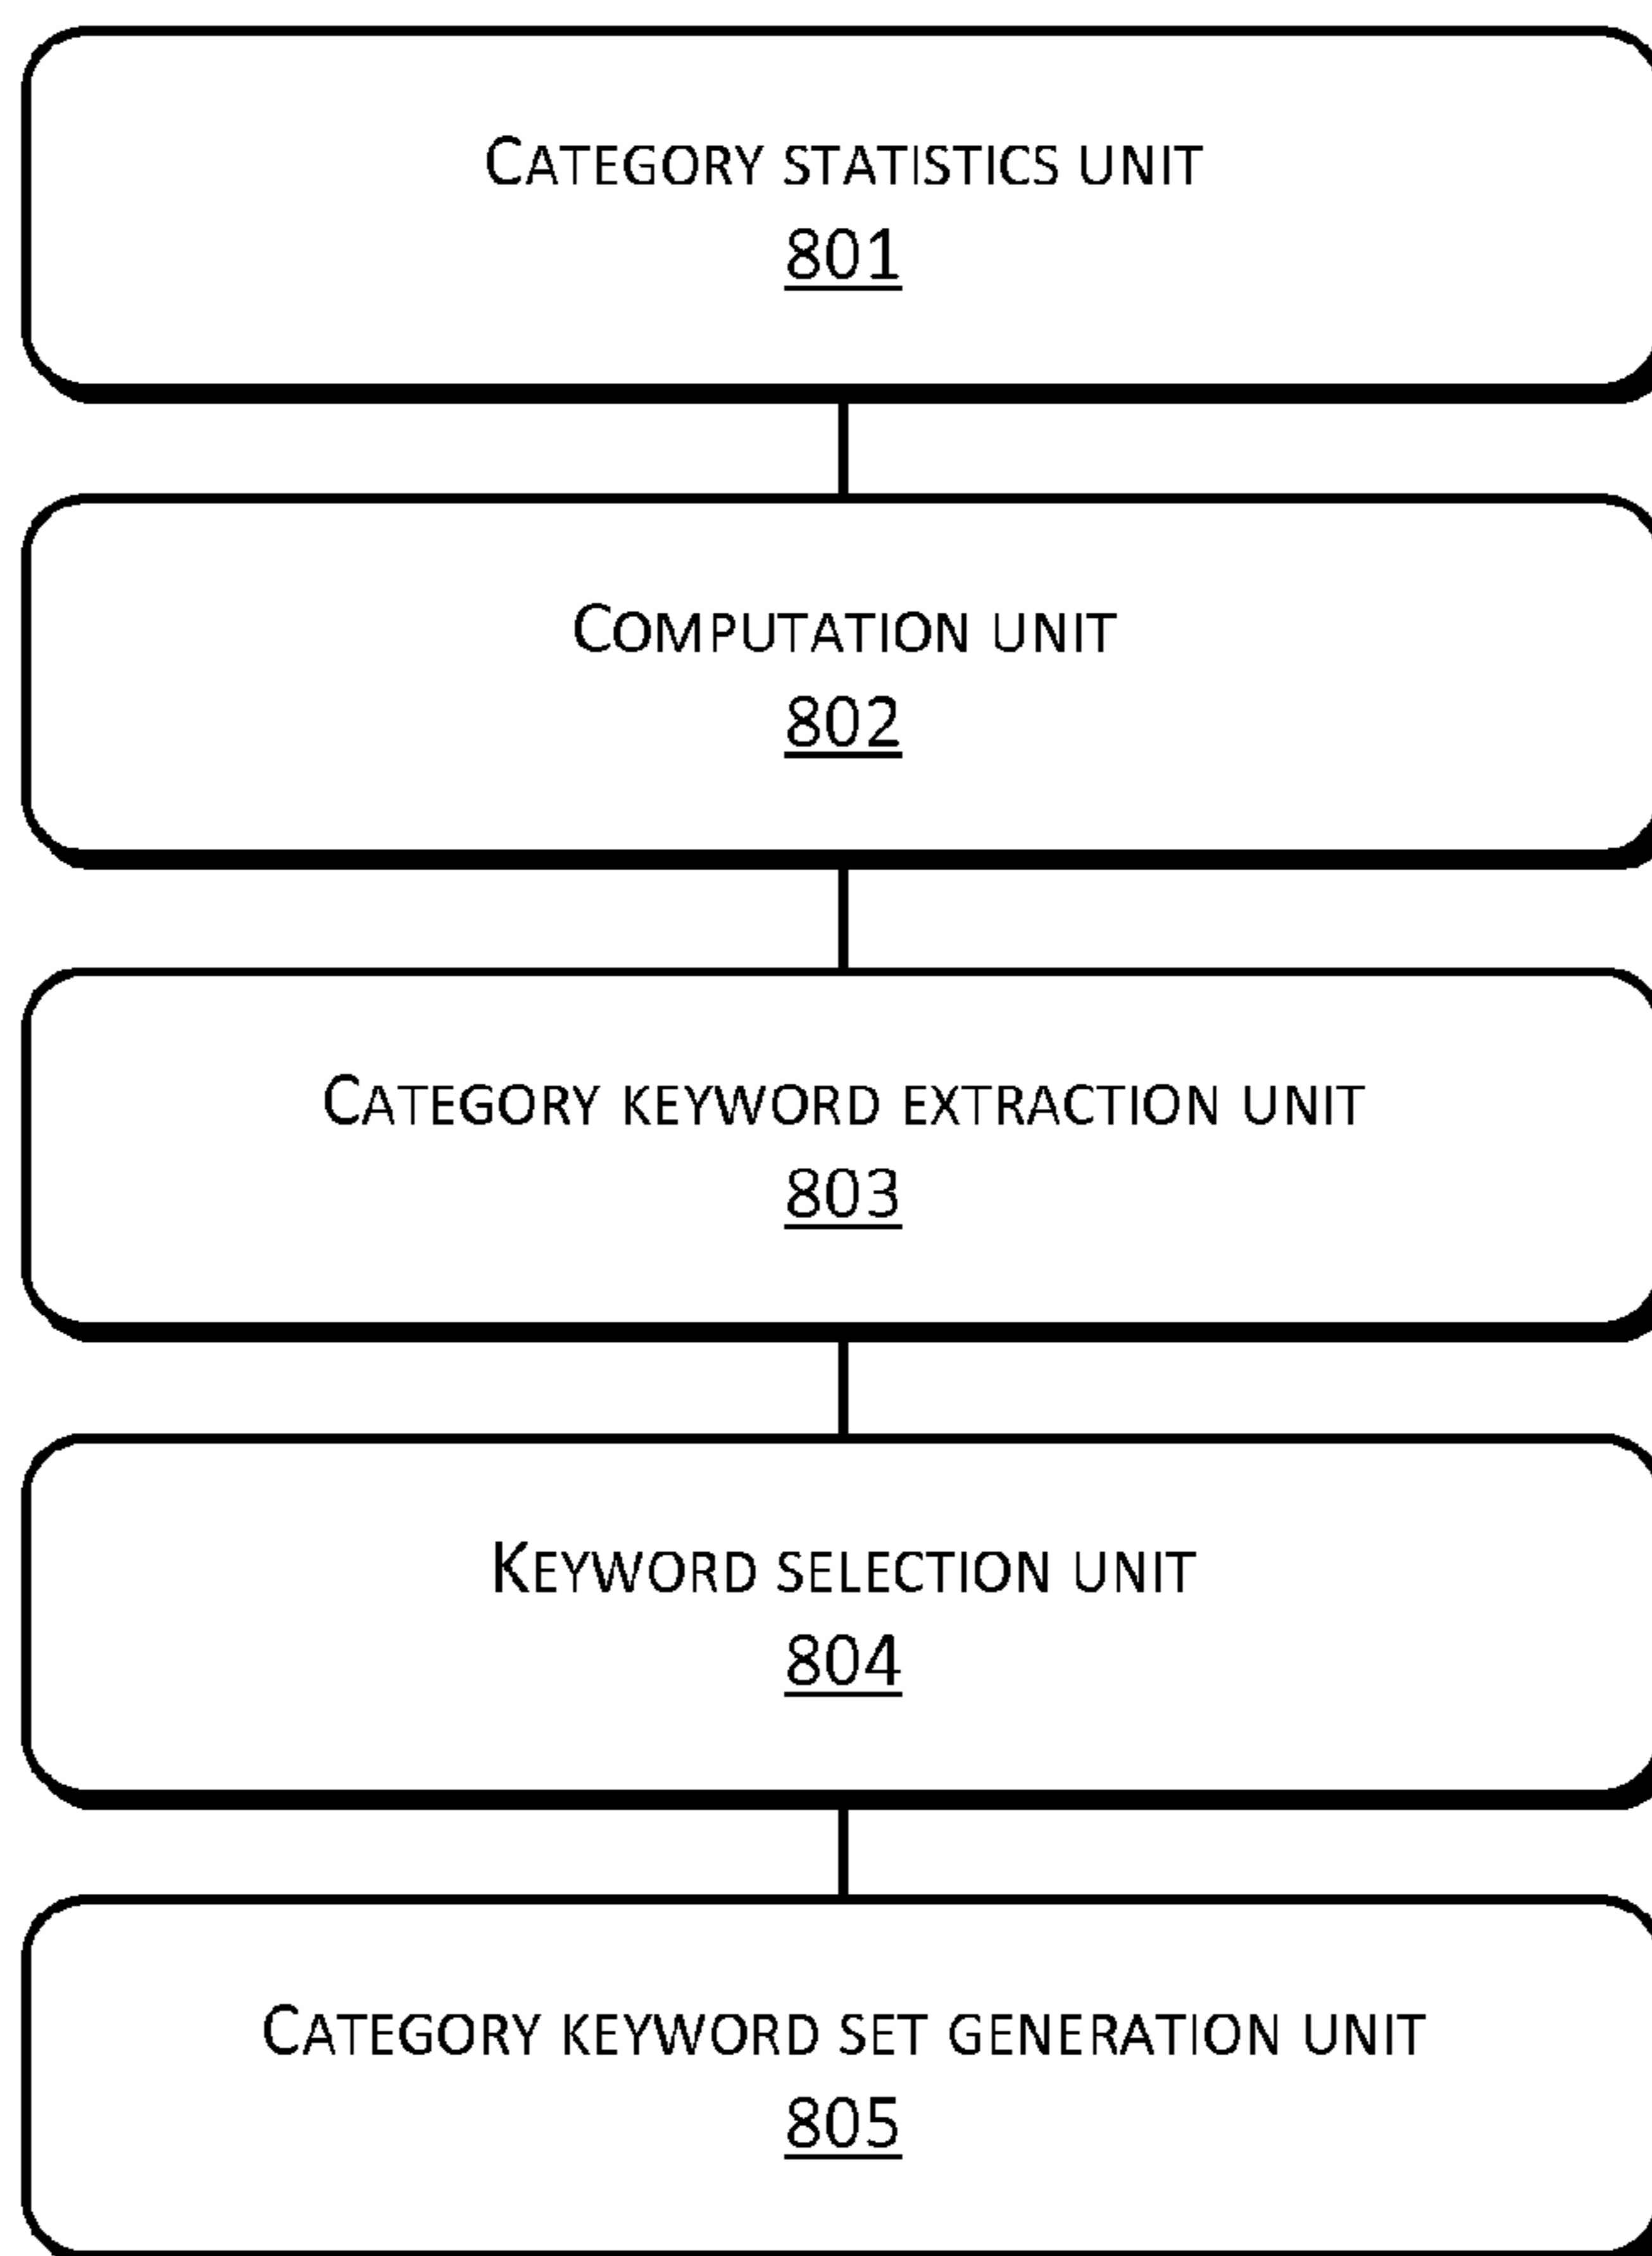 Category statistics unit
801
Computation unit
802
Category keyword extraction unit
803
Keyword selection unit
804
Category keyword set generation unit
805